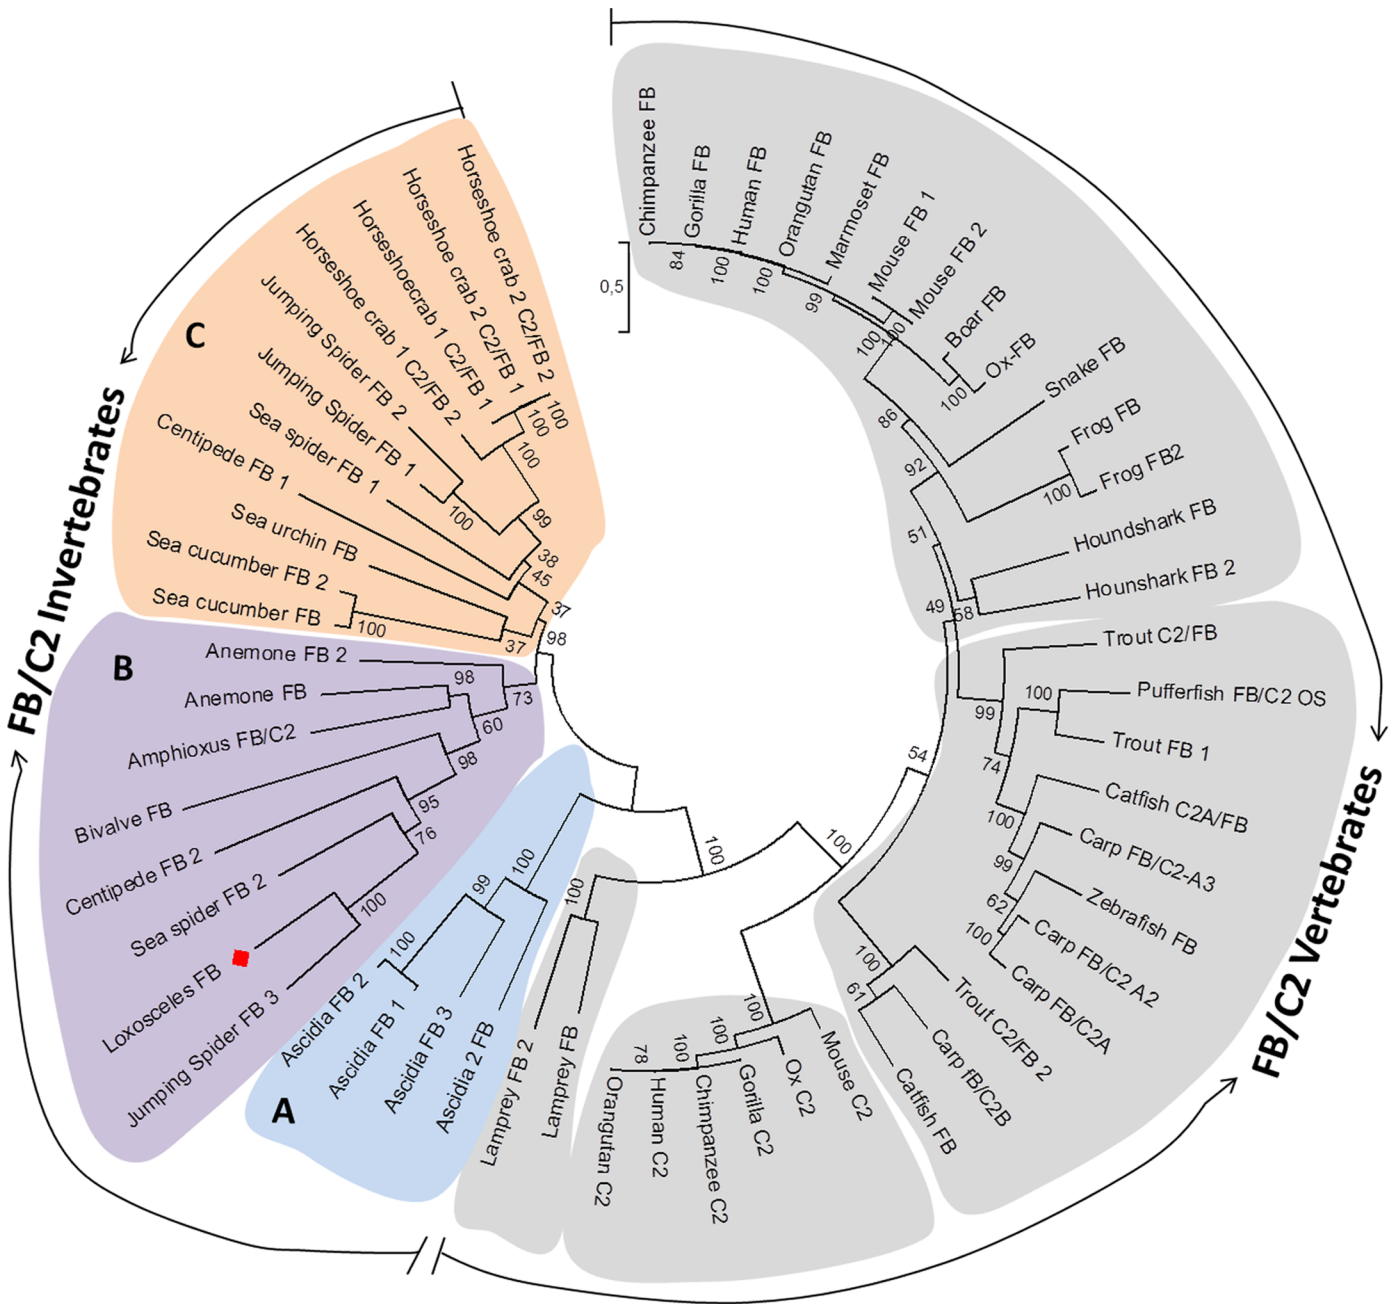 Chimpanzee FB
Gorilla FB
Human FB
Orangutan FB
Marmoset FB
Mouse FB 1
Mouse FB 2
Boar FB
Ox-FB
Snake FB
Frog FB
Frog FB2
Houndshark FB
Hounshark FB 2
Trout C2/FB
Pufferfish FB/C2 OS
Trout FB 1
Catfish C2A/FB
Carp FB/C2-A3
Zebrafish FB
Carp FB/C2 A2
Carp FB/C2A
Trout C2/FB 2
Carp fB/C2B
Catfish FB
Mouse C2
Ox C2
Gorilla C2
Chimpanzee C2
Human C2
Orangutan C2
Lamprey FB
Lamprey FB 2
Ascidia 2 FB
Ascidia FB 3
Ascidia FB 1
Ascidia FB 2
Jumping Spider FB 3
Loxosceles FB
Sea spider FB 2
Centipede FB 2
Bivalve FB
Amphioxus FB/C2
Anemone FB
Anemone FB 2
Sea cucumber FB
Sea cucumber FB 2
Sea urchin FB
Centipede FB 1
Sea spider FB 1
Jumping Spider FB 1
Jumping Spider FB 2
Horseshoe crab 1 C2/FB 2
Horseshoecrab 1 C2/FB 1
Horseshoe crab 2 C2/FB 1
Horseshoe crab 2 C2/FB 2
84
100
100
99
100
100
100
86
92
100
51
49
58
99
100
74
100
99
62
100
54
100
61
100
100
100
100
100
78
100
100
99
100
100
76
95
98
60
98
73
98
37
100
37
45
38
99
100
100
100
100
0,5
A
B
C
FB/C2 Invertebrates
FB/C2 Vertebrates